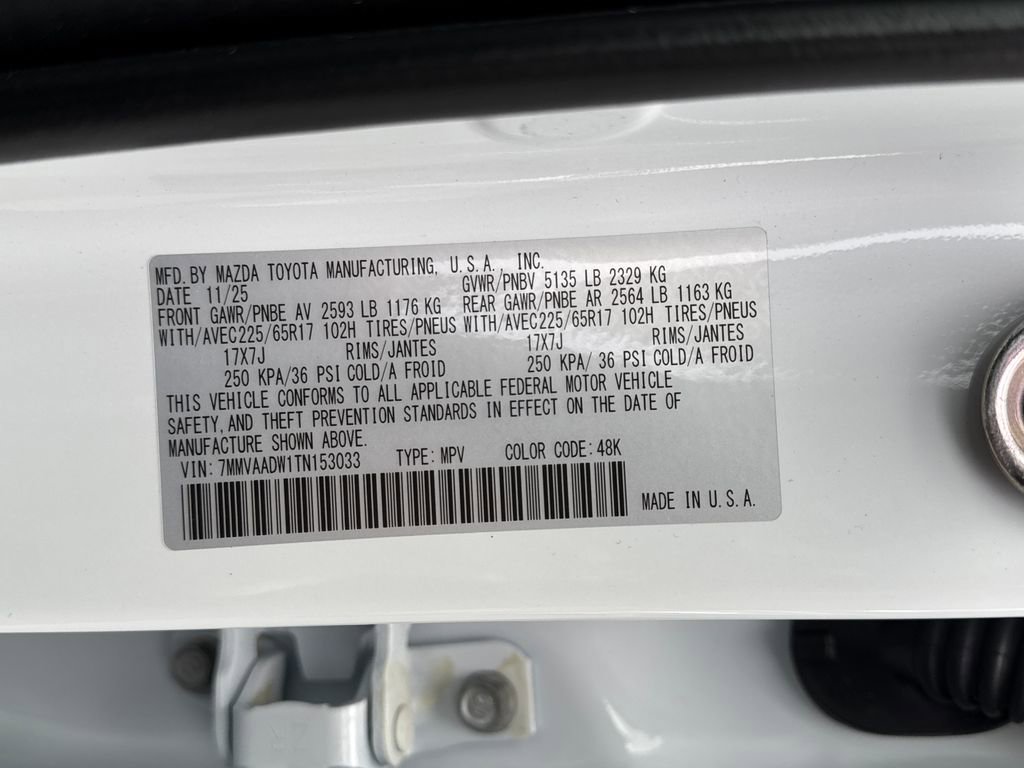 MFD. BY MAZDA TOYOTA MANUFACTURING, U.S.A. INC.
DATE 11/25 GVWR/PNBV 5135 LB 2329 KG
FRONT GAWR/PNBE AV 2593 LB 1176 KG REAR GAWR/PNBE AR 2564 LB 1163 KG
WITH/AVEC225/65R17 102H TIRES/PNEUS WITH/AVEC225/65R17 102H TIRES/PNEUS
17X7J RIMS/JANTES 17X7J RIMS/JANTES
250 KPA/36 PSI COLD/A FROID 250 KPA/36 PSI COLD/A FROID
THIS VEHICLE CONFORMS TO ALL APPLICABLE FEDERAL MOTOR VEHICLE
SAFETY, AND THEFT PREVENTION STANDARDS IN EFFECT ON THE DATE OF
MANUFACTURE SHOWN ABOVE.
VIN: 7MMVAADW1TN153033 TYPE: MPV COLOR CODE: 48K
MADE IN U.S.A.